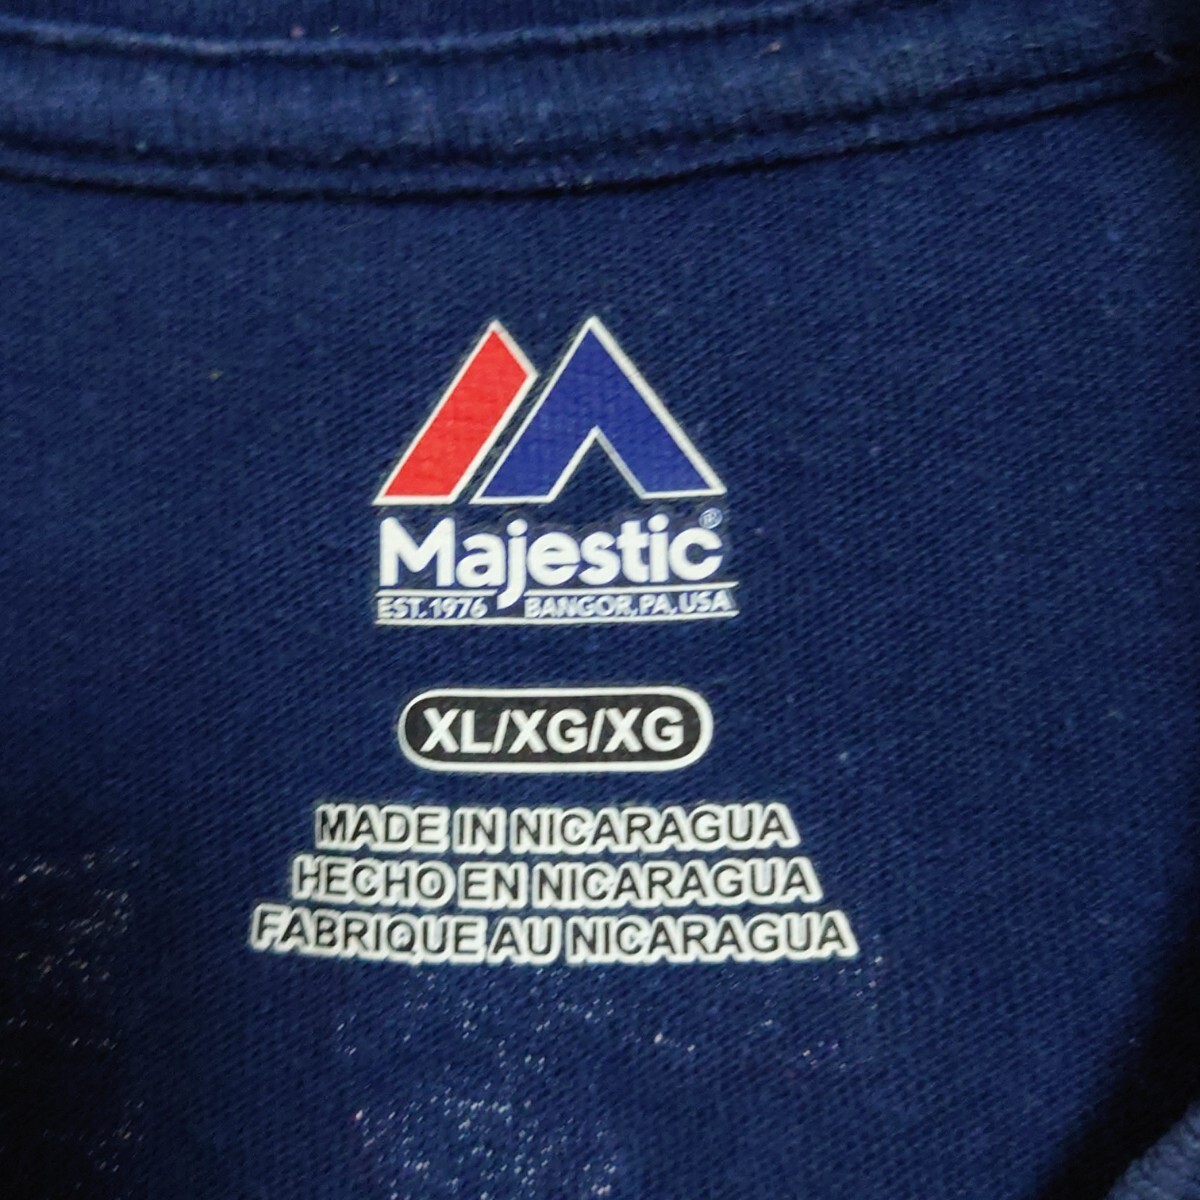 Majestic®
EST. 1976 BANGOR, PA, USA
XL/XG/XG
MADE IN NICARAGUA
HECHO EN NICARAGUA
FABRIQUE AU NICARAGUA